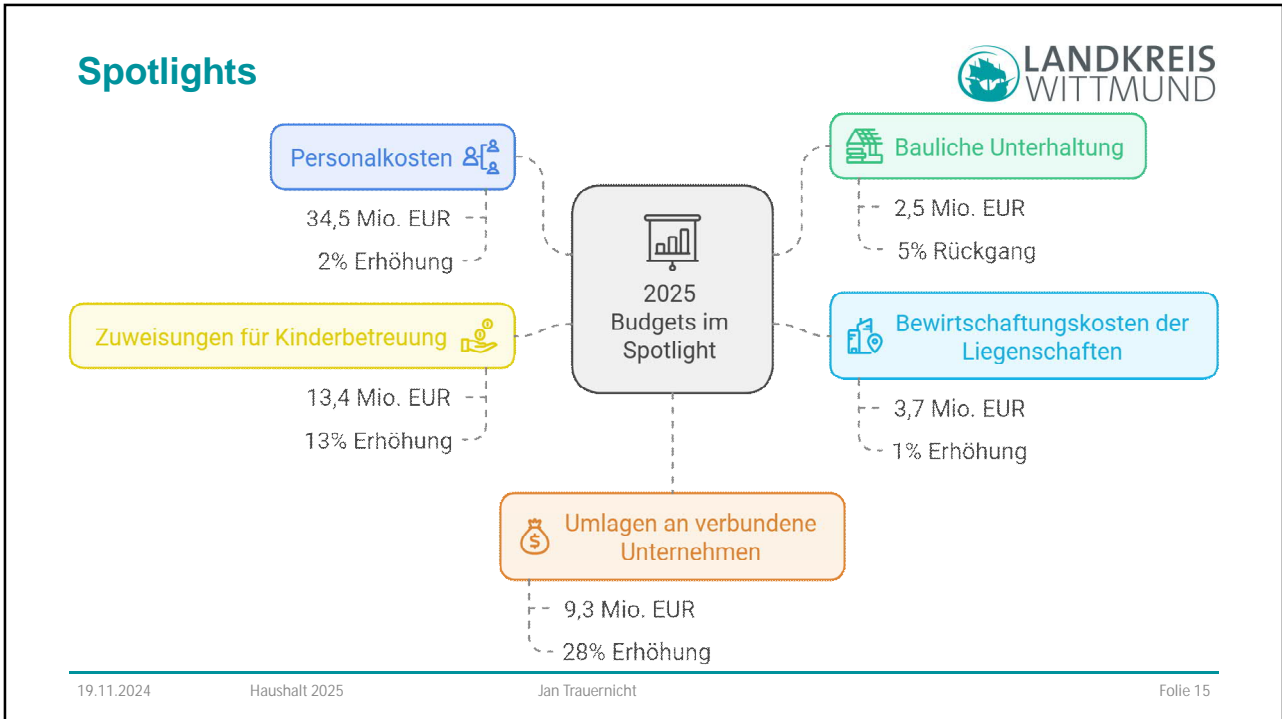 Spotlights
LANDKREIS
WITTMUND
Personalkosten
34,5 Mio. EUR
2% Erhöhung
Zuweisungen für Kinderbetreuung
13,4 Mio. EUR
13% Erhöhung
2025
Budgets im
Spotlight
Bauliche Unterhaltung
2,5 Mio. EUR
5% Rückgang
Bewirtschaftungskosten der
Liegenschaften
3,7 Mio. EUR
1% Erhöhung
$
Umlagen an verbundene
Unternehmen
9,3 Mio. EUR
28% Erhöhung
19.11.2024 Haushalt 2025 Jan Trauernicht Folie 15